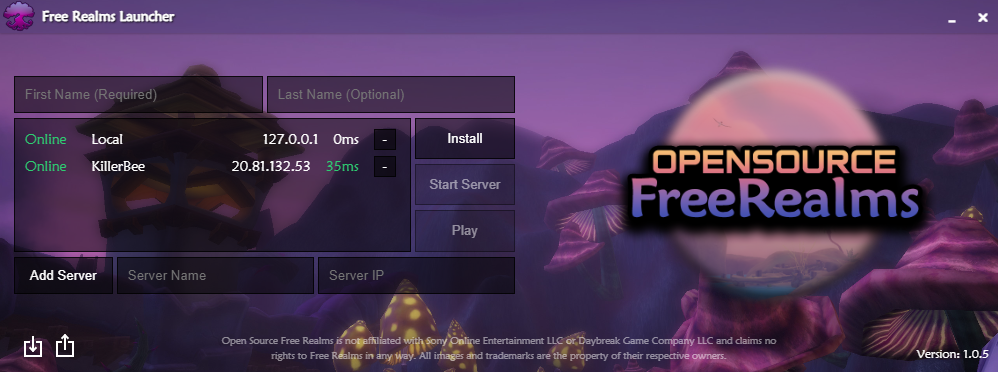 Free Realms Launcher
First Name (Required) Last Name (Optional)
Online Local 127.0.0.1 0ms -
Install
Online KillerBee 20.81.132.53 35ms -
Start Server
Play
OPENSOURCE
FreeRealms
Add Server Server Name Server IP
Open Source Free Realms is not affiliated with Sony Online Entertainment LLC or Daybreak Game Company LLC and claims no
rights to Free Realms in any way. All images and trademarks are the property of their respective owners.
Version: 1.0.5